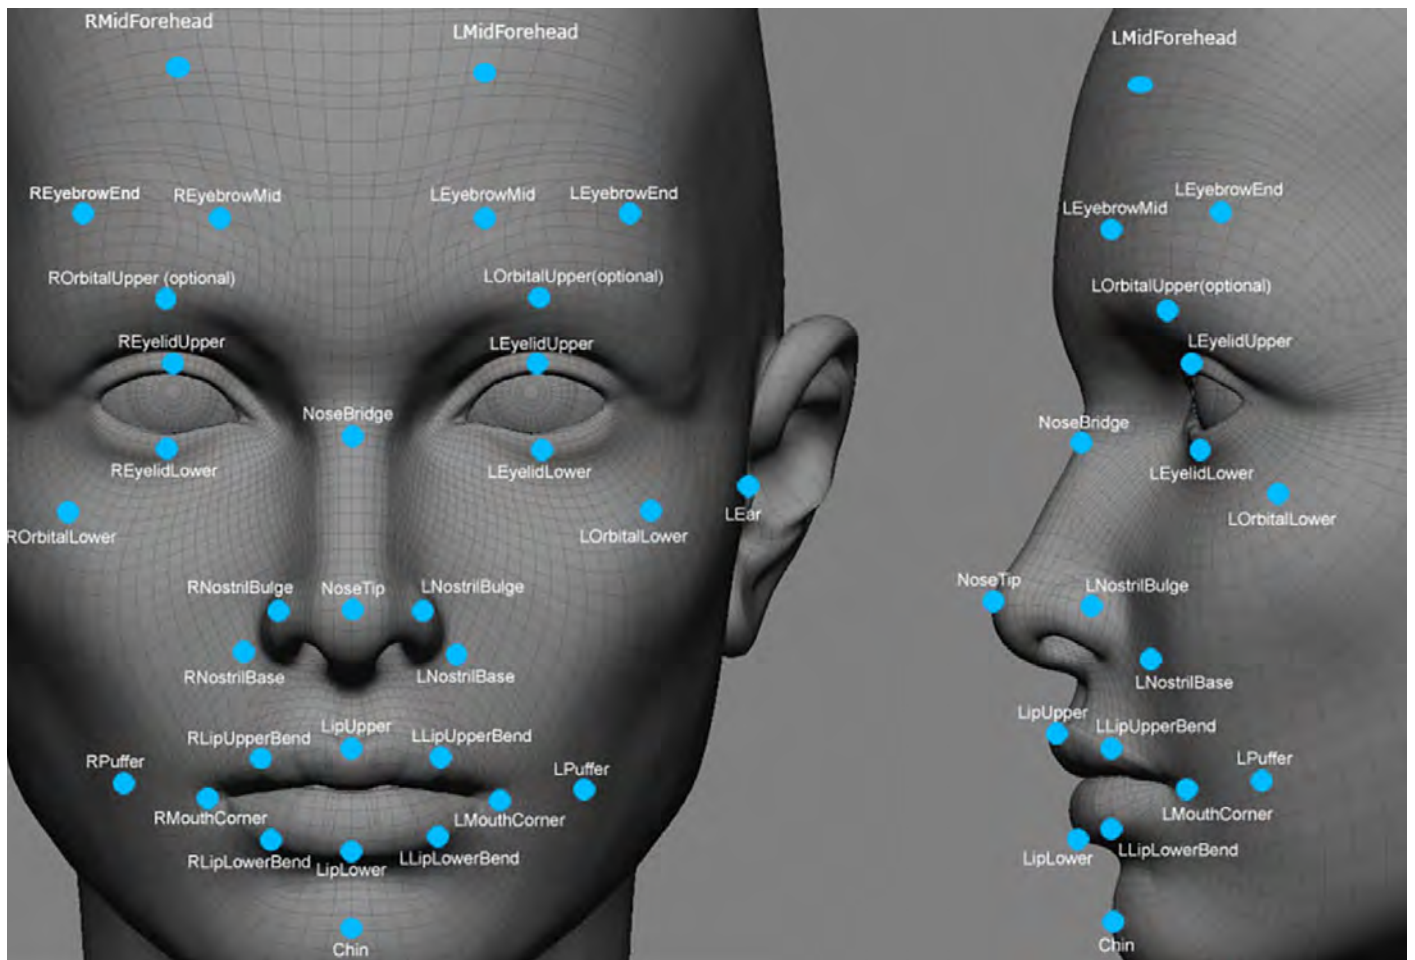 RMidForehead
LMidForehead
REyebrowEnd
REyebrowMid
LEyebrowMid
LEyebrowEnd
ROrbitalUpper (optional)
LOrbitalUpper(optional)
REyelidUpper
LEyelidUpper
NoseBridge
REyelidLower
LEyelidLower
ROrbitalLower
LOrbitalLower
LEar
RNostrilBulge
NoseTip
LNostrilBulge
RNostrilBase
LNostrilBase
RLipUpperBend
LipUpper
LLipUpperBend
RPuffer
LPuffer
RMouthCorner
LMouthCorner
RLipLowerBend
LipLower
LLipLowerBend
Chin
LMidForehead
LEyebrowEnd
LEyebrowMid
LOrbitalUpper(optional)
LEyelidUpper
NoseBridge
LEyelidLower
LOrbitalLower
NoseTip
LNostrilBulge
LNostrilBase
LipUpper
LLipUpperBend
LPuffer
LMouthCorner
LipLower
LLipLowerBend
Chin